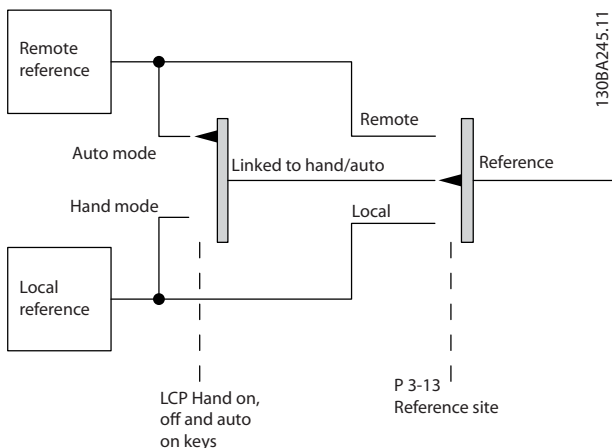 Remote
reference
130BA245.11
Remote
Auto mode
Linked to hand/auto
Reference
Hand mode
Local
Local
reference
LCP Hand on,
off and auto
on keys
P 3-13
Reference site